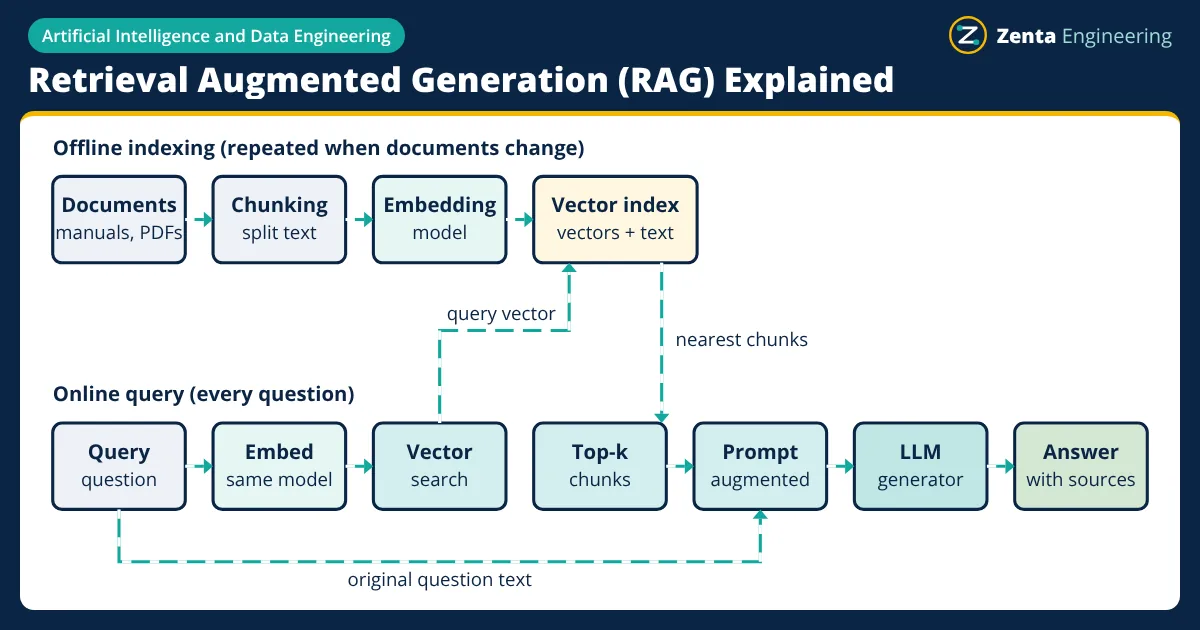 Artificial Intelligence and Data Engineering
Zenta Engineering
Retrieval Augmented Generation (RAG) Explained
Offline indexing (repeated when documents change)
Documents
manuals, PDFs
Chunking
split text
Embedding
model
Vector index
vectors + text
query vector
nearest chunks
Online query (every question)
Query
question
Embed
same model
Vector
search
Top-k
chunks
Prompt
augmented
LLM
generator
Answer
with sources
original question text